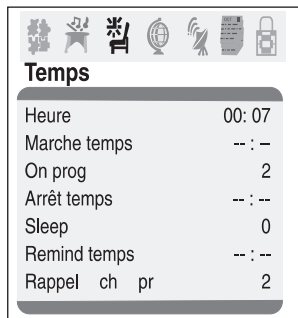 Temps
Heure 00: 07
Marche temps -- : –
On prog 2
Arrêt temps -- : --
Sleep 0
Remind temps -- : --
Rappel ch pr 2